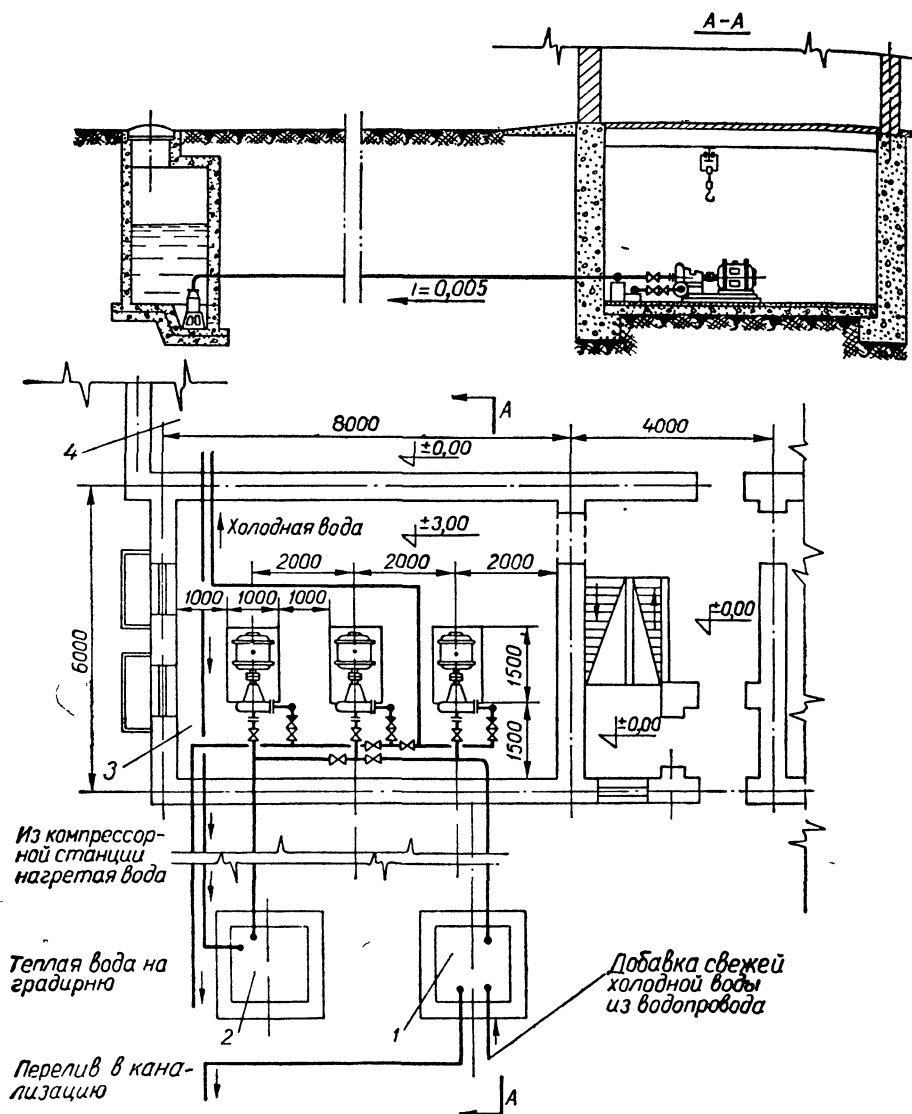 А-А
i=0,005
А
8000
4000
4
±0,00
Холодная вода
±3,00
2000
2000
2000
1000
1000
1000
6000
1500
±0,00
1500
±0,00
3
Из компрессор-
ной станции
нагретая вода
Теплая вода на
градирню
2
1
Добавка свежей
холодной воды
из водопровода
Перелив в кана-
лизацию
А